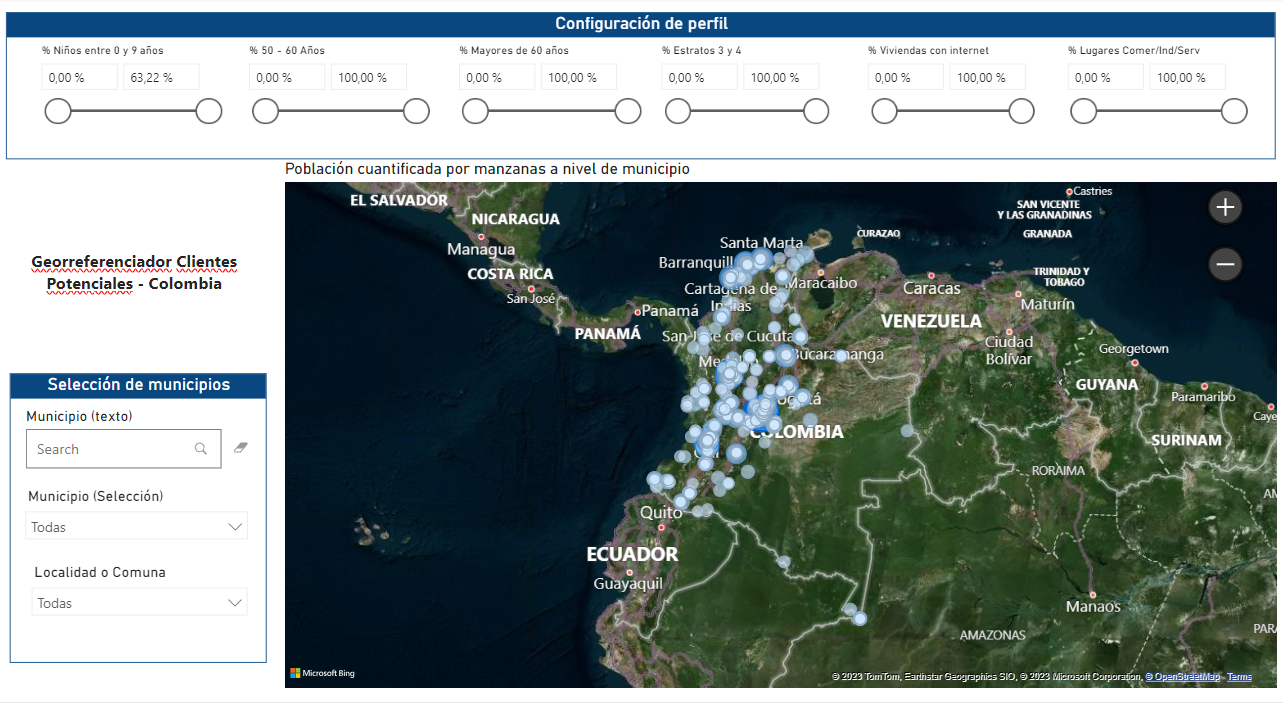 Configuración de perfil
% Niños entre 0 y 9 años
% 50 - 60 Años
% Mayores de 60 años
% Estratos 3 y 4
% Viviendas con internet
% Lugares Comer/Ind/Serv
0,00 % 63,22 %
0,00 % 100,00 %
0,00 % 100,00 %
0,00 % 100,00 %
0,00 % 100,00 %
0,00 % 100,00 %
Población cuantificada por manzanas a nivel de municipio
Georreferenciador Clientes
Potenciales - Colombia
Selección de municipios
Municipio (texto)
Search
Municipio (Selección)
Todas
Localidad o Comuna
Todas
EL SALVADOR
NICARAGUA
Managua
COSTA RICA
San José
PANAMÁ
Panamá
Castries
SAN VICENTE
Y LAS GRANADINAS
GRANADA
CURAZAO
Santa Marta
Barranquill
Cartagena de
Indias
Maracaibo
Caracas
TRINIDAD Y
TOBAGO
Maturín
VENEZUELA
Ciudad
Bolívar
San José de Cucuta
Bucaramanga
COLOMBIA
Georgetown
GUYANA
Paramaribo
Caye
SURINAM
RORAIMA
AM
Quito
ECUADOR
Guayaquil
Manaos
AMAZONAS
PAR
Microsoft Bing
© 2023 TomTom, Earthstar Geographics SIO, © 2023 Microsoft Corporation, © OpenStreetMap Terms